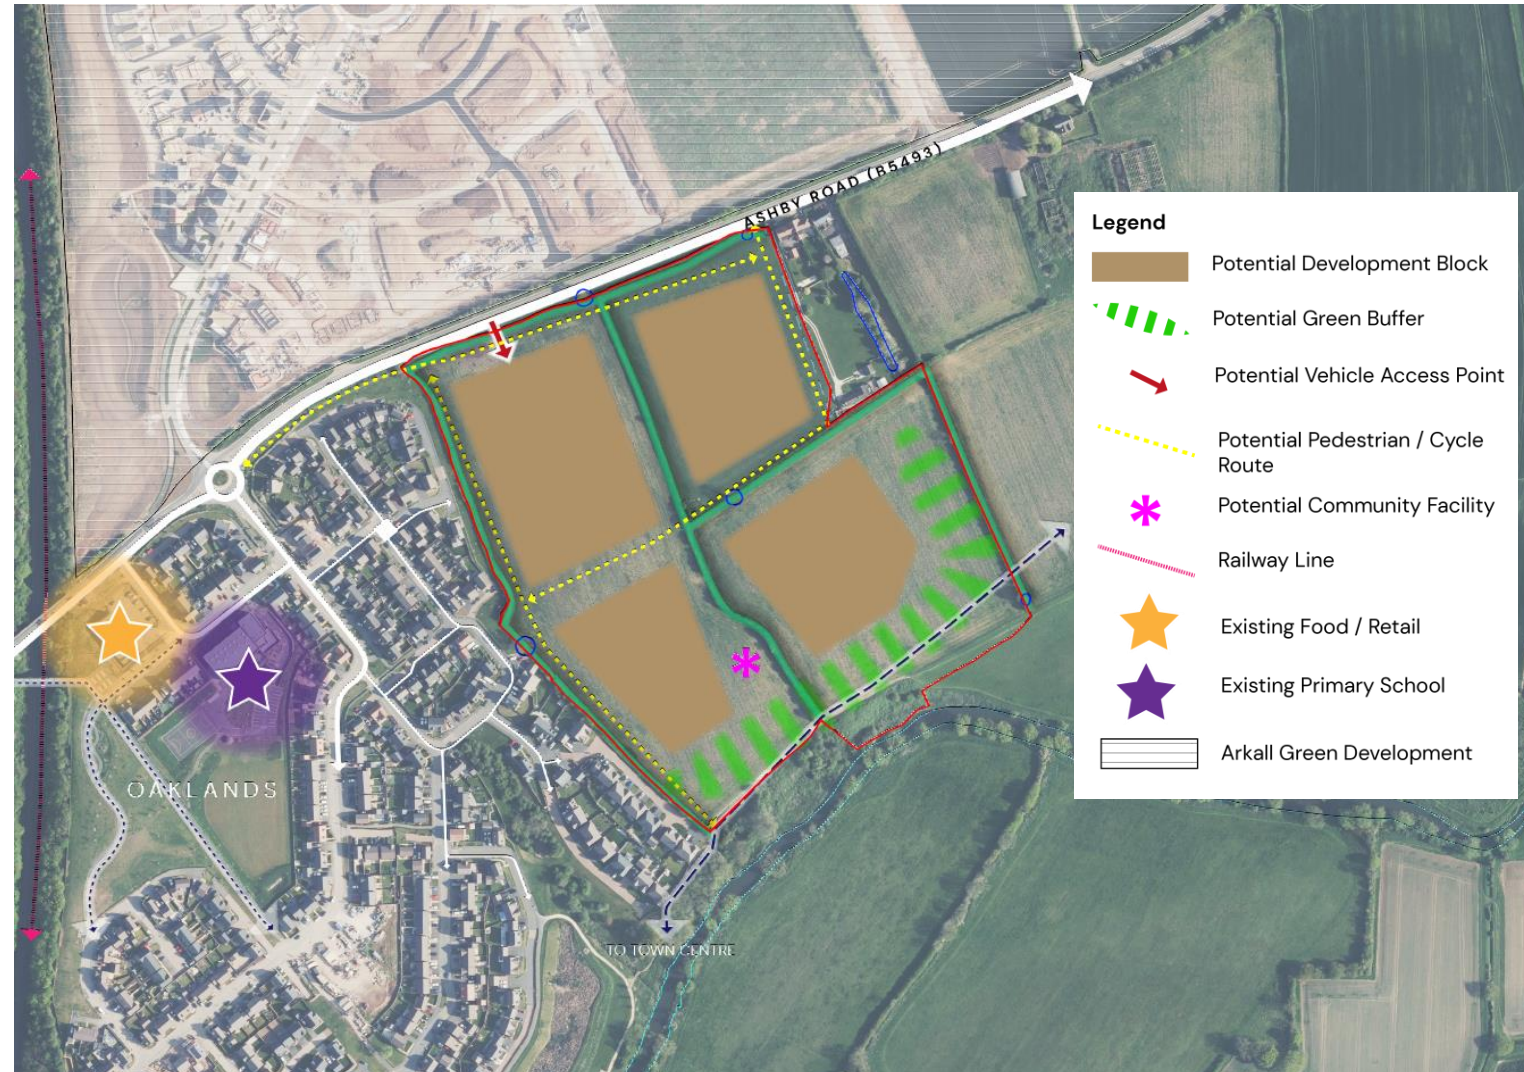 ASHBY ROAD (B5493)
Legend
Potential Development Block
Potential Green Buffer
Potential Vehicle Access Point
Potential Pedestrian / Cycle
Route
Potential Community Facility
Railway Line
Existing Food / Retail
Existing Primary School
Arkall Green Development
OAKLANDS
TO TOWN CENTRE